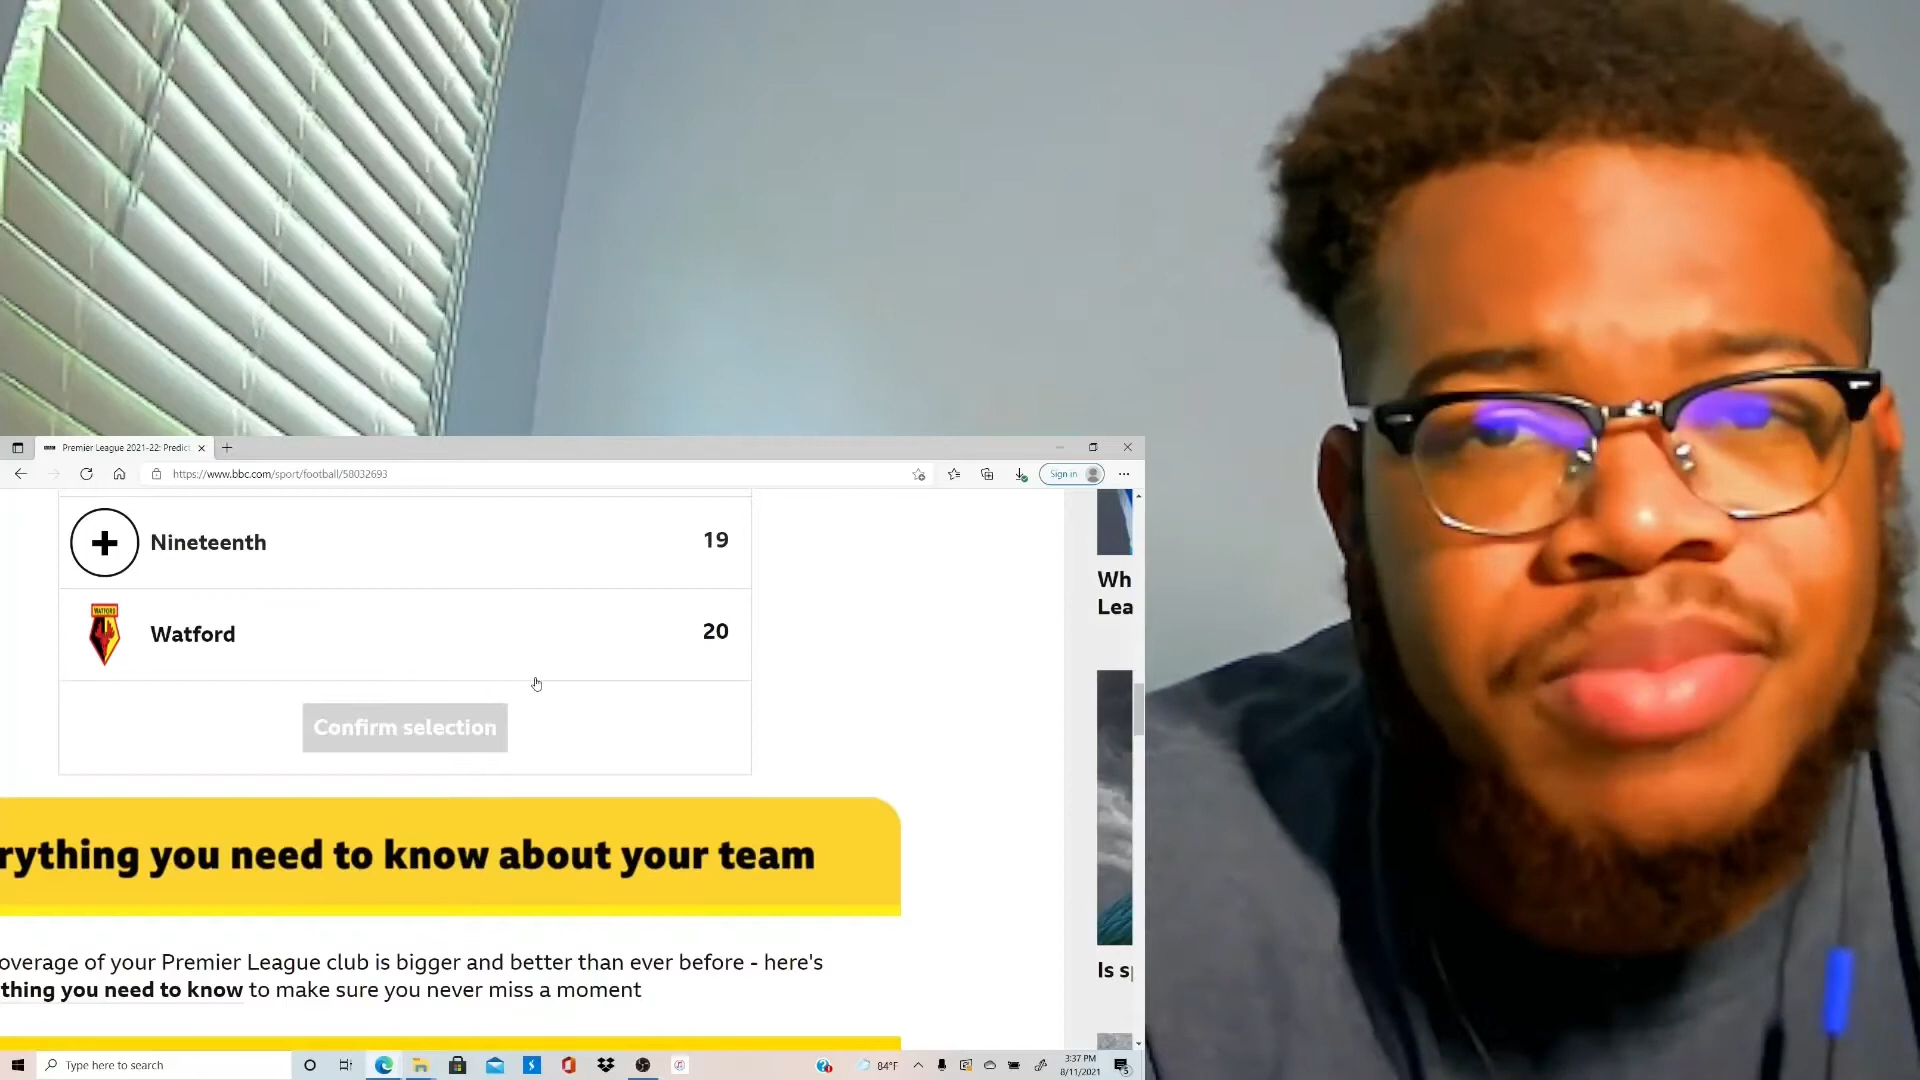 Premier League 2021-22: Predict
https://www.bbc.com/sport/football/58032693
Sign in
Nineteenth 19
WATFORD
Watford 20
Confirm selection
rything you need to know about your team
overage of your Premier League club is bigger and better than ever before - here's
thing you need to know to make sure you never miss a moment
Wh
Lea
Is s
Type here to search
84°F
3:37 PM
8/11/2021
5